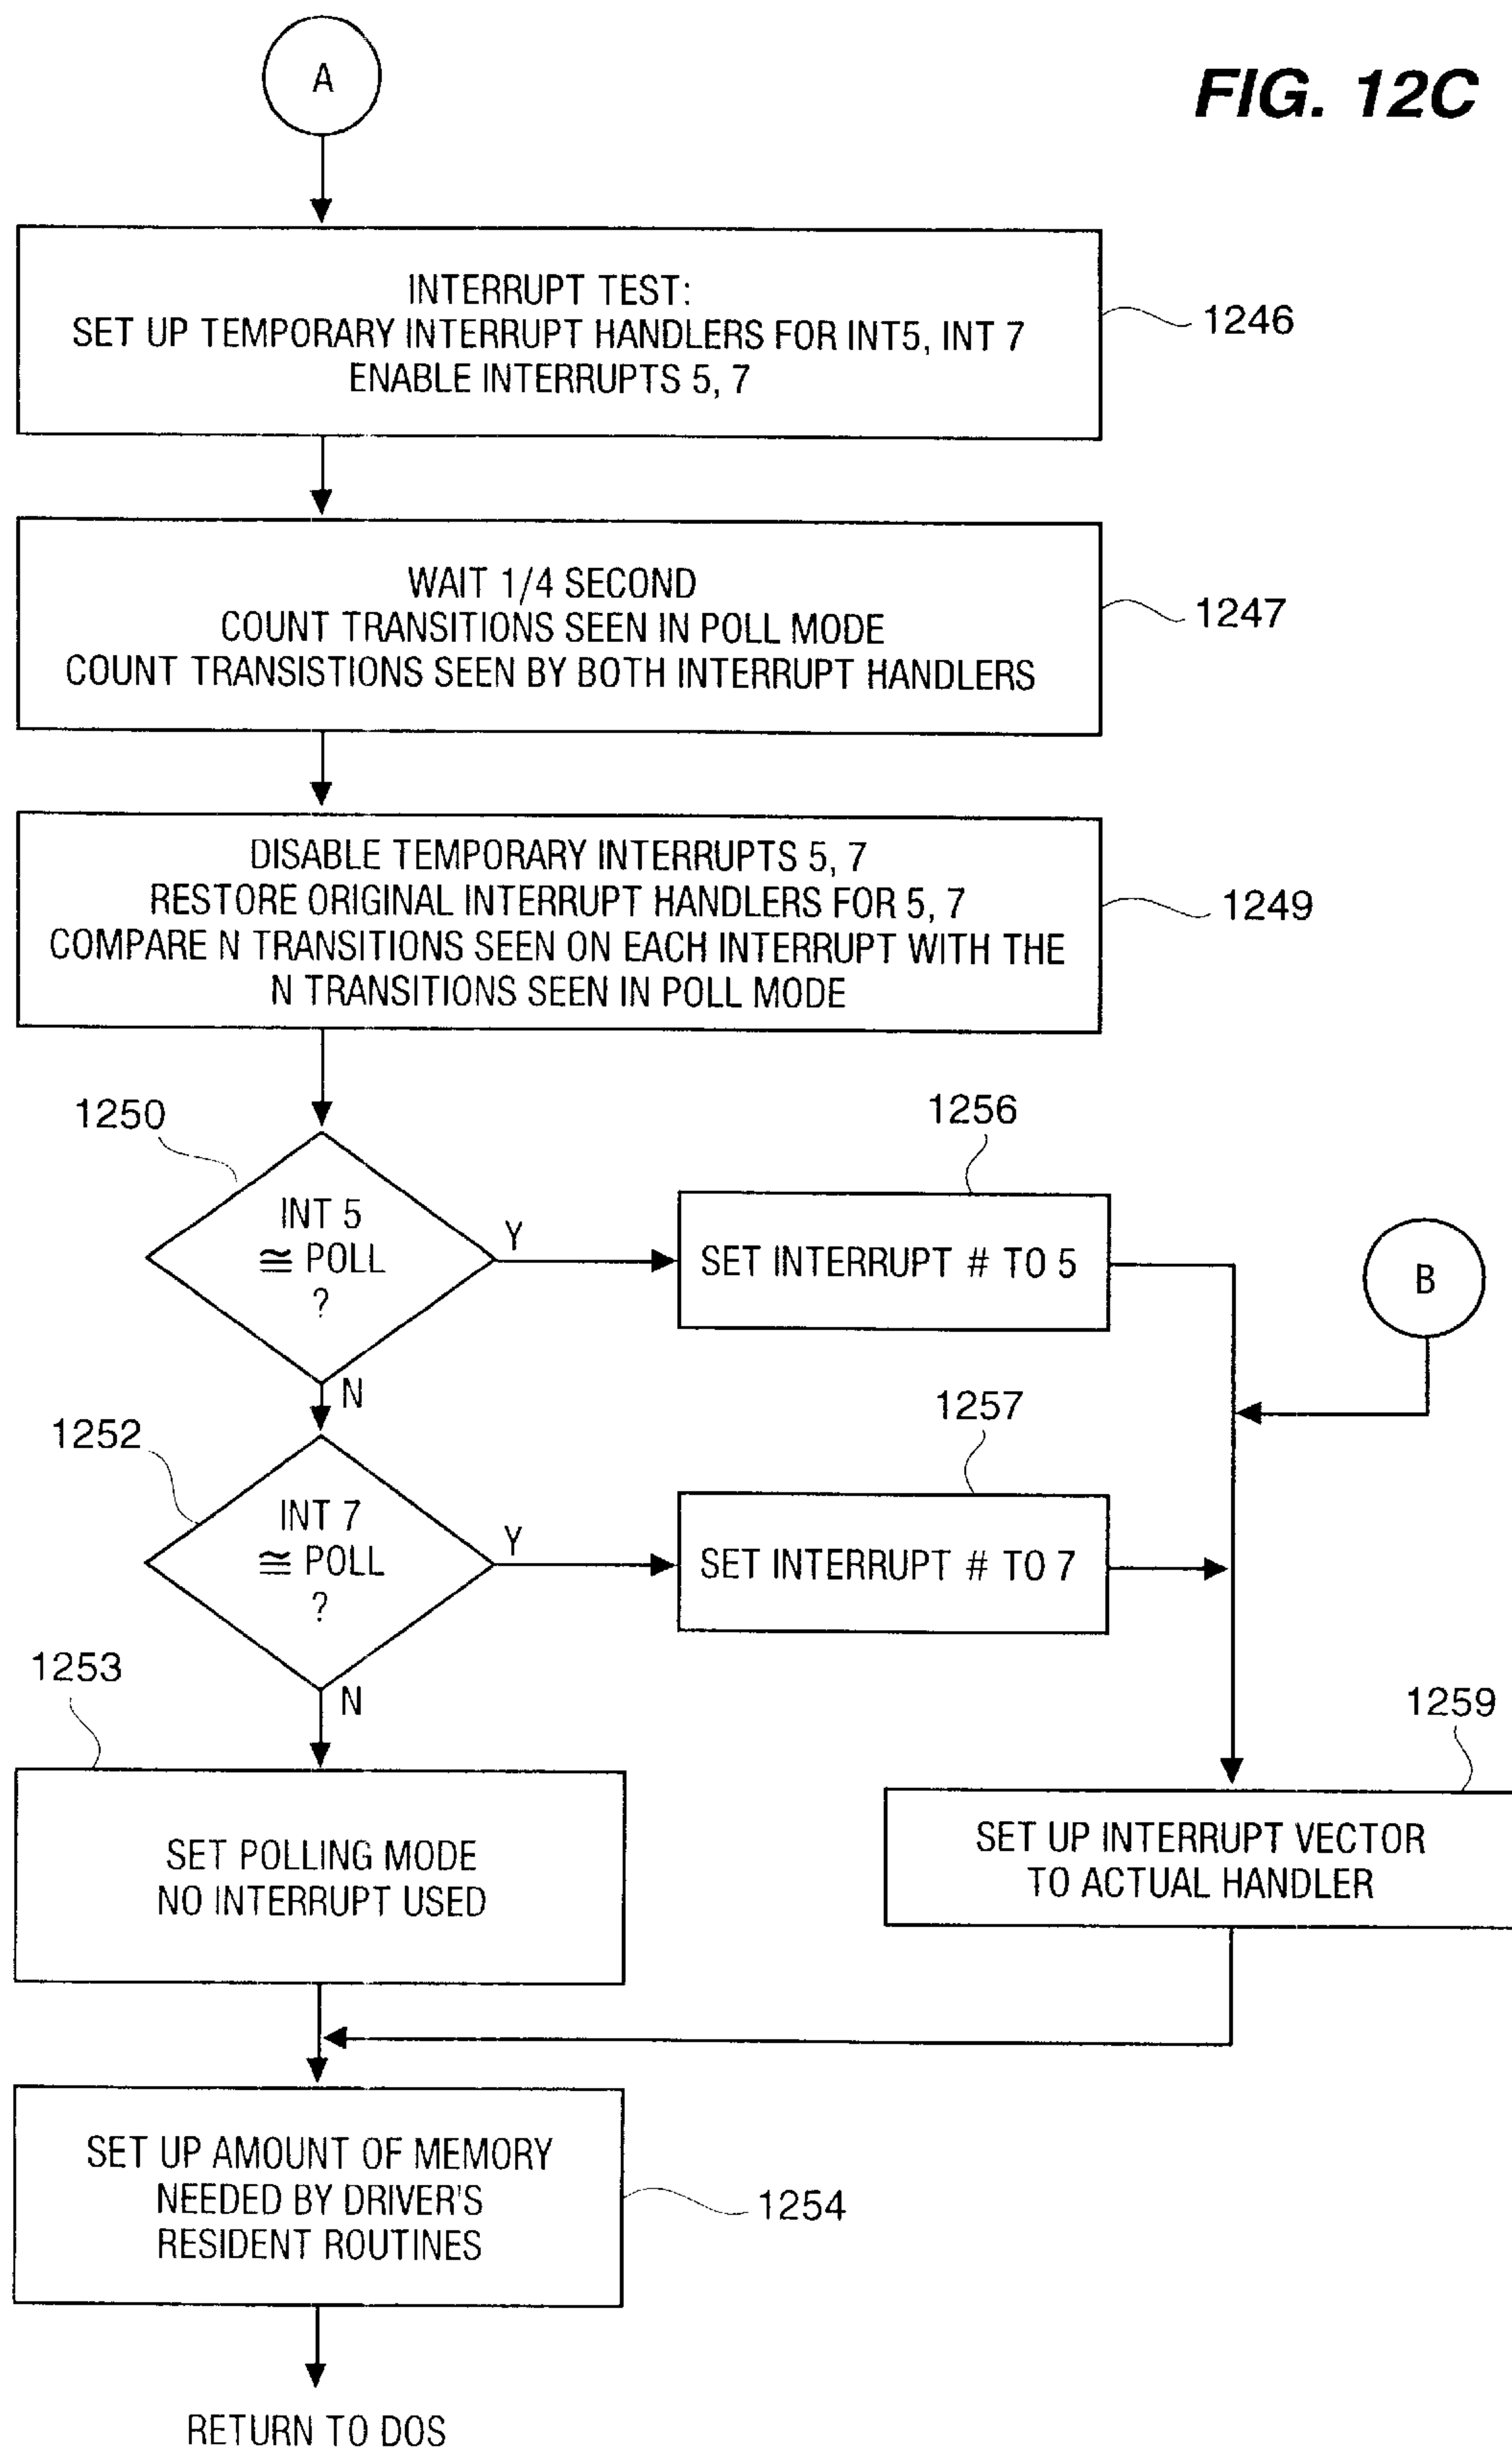 A
FIG. 12C
INTERRUPT TEST:
SET UP TEMPORARY INTERRUPT HANDLERS FOR INT5, INT 7
ENABLE INTERRUPTS 5, 7
1246
WAIT 1/4 SECOND
COUNT TRANSITIONS SEEN IN POLL MODE
COUNT TRANSISTIONS SEEN BY BOTH INTERRUPT HANDLERS
1247
DISABLE TEMPORARY INTERRUPTS 5, 7
RESTORE ORIGINAL INTERRUPT HANDLERS FOR 5, 7
COMPARE N TRANSITIONS SEEN ON EACH INTERRUPT WITH THE
N TRANSITIONS SEEN IN POLL MODE
1249
1250
INT 5
≅ POLL
?
Y
N
1256
SET INTERRUPT # TO 5
B
1252
INT 7
≅ POLL
?
Y
N
1257
SET INTERRUPT # TO 7
1253
SET POLLING MODE
NO INTERRUPT USED
1259
SET UP INTERRUPT VECTOR
TO ACTUAL HANDLER
SET UP AMOUNT OF MEMORY
NEEDED BY DRIVER'S
RESIDENT ROUTINES
1254
RETURN TO DOS